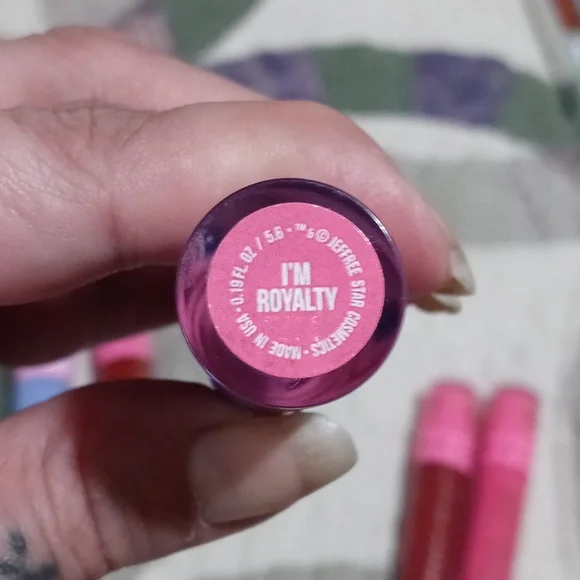 I'M
ROYALTY
0.19 FL OZ / 5.6 • ™ & © JEFFREE STAR COSMETICS • MADE IN USA •